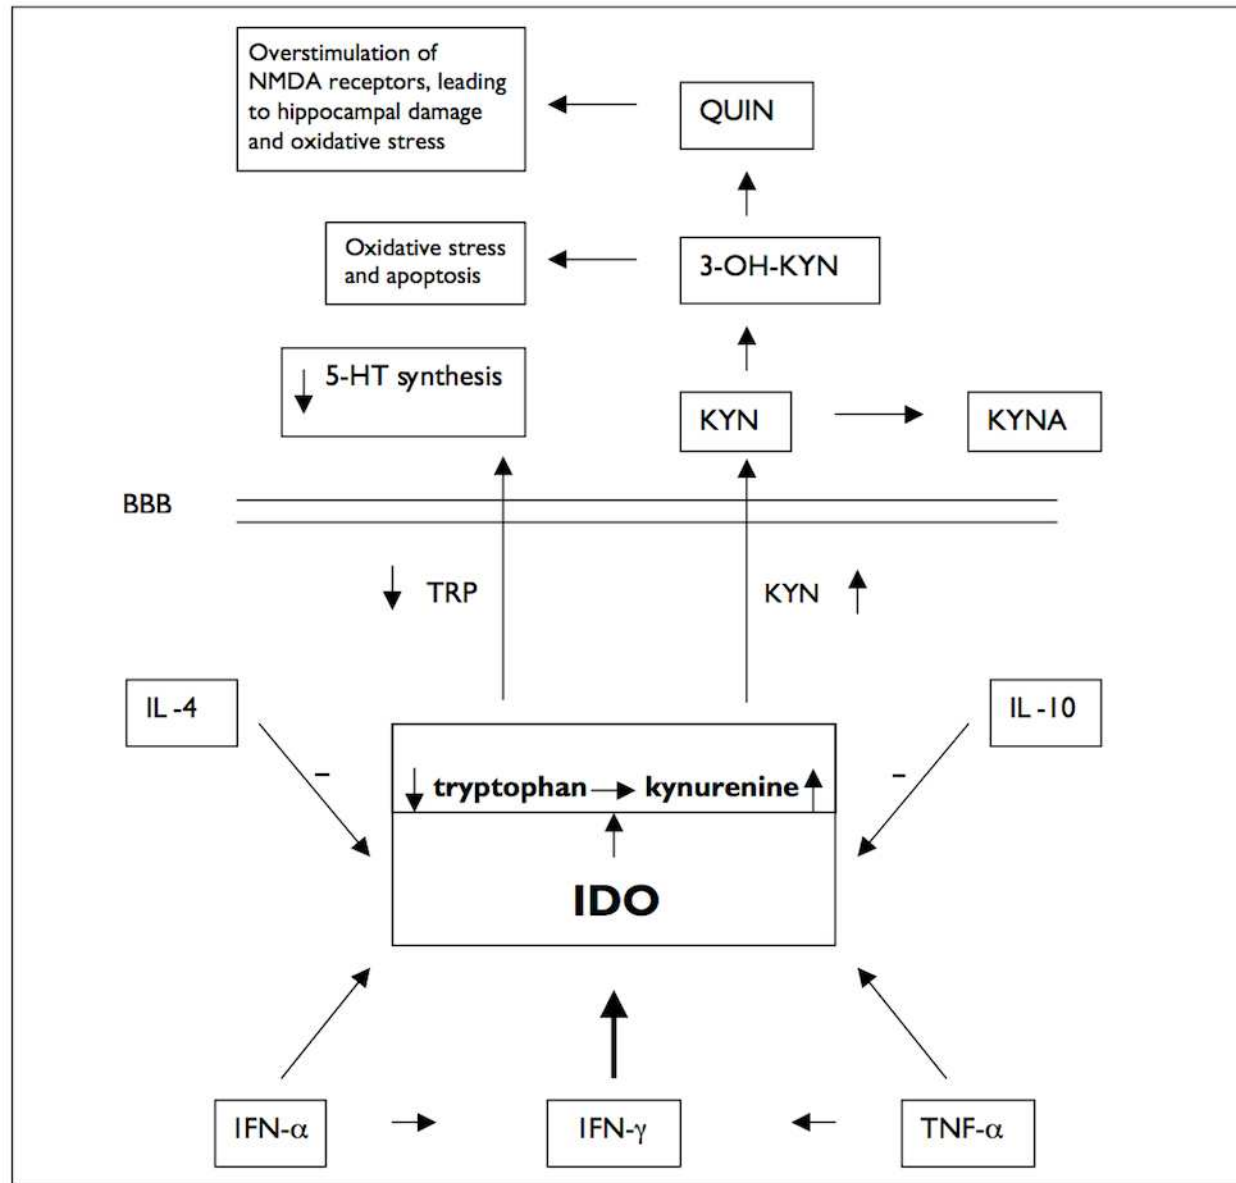 Overstimulation of
NMDA receptors, leading
to hippocampal damage
and oxidative stress
QUIN
Oxidative stress
and apoptosis
3-OH-KYN
5-HT synthesis
KYN
KYNA
BBB
TRP
KYN
IL -4
IL -10
–
–
tryptophan
kynurenine
IDO
IFN-α
IFN-γ
TNF-α